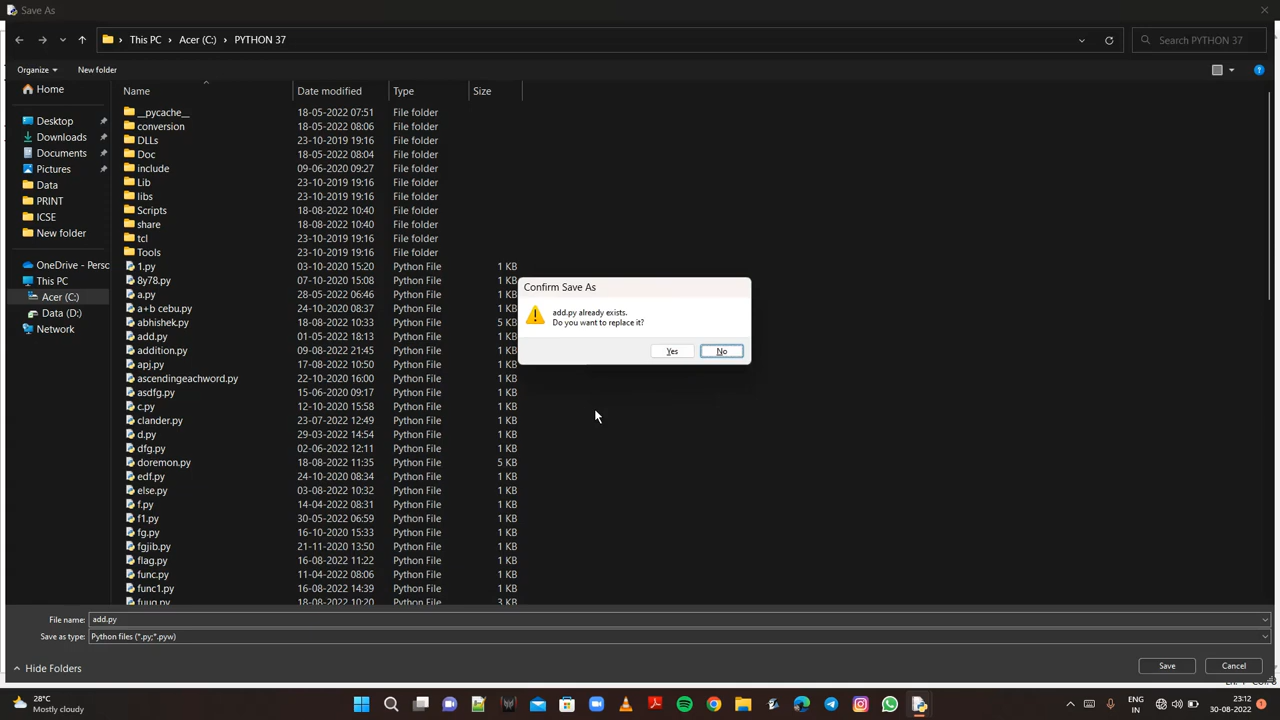 Save As
This PC > Acer (C:) > PYTHON 37
Search PYTHON 37
Organize
New folder
Name Date modified Type Size
Home
Desktop
Downloads
Documents
Pictures
Data
PRINT
ICSE
New folder
OneDrive - Perso
This PC
Acer (C:)
Data (D:)
Network
__pycache__ 18-05-2022 07:51 File folder
conversion 18-05-2022 08:06 File folder
DLLs 23-10-2019 19:16 File folder
Doc 18-05-2022 08:04 File folder
include 09-06-2020 09:27 File folder
Lib 23-10-2019 19:16 File folder
libs 23-10-2019 19:16 File folder
Scripts 18-08-2022 10:40 File folder
share 18-08-2022 10:40 File folder
tcl 23-10-2019 19:16 File folder
Tools 23-10-2019 19:16 File folder
1.py 03-10-2022 15:20 Python File 1 KB
8y78.py 07-10-2020 15:08 Python File 1 KB
a.py 28-05-2022 06:46 Python File 1 KB
a+b cebu.py 24-10-2020 08:37 Python File 1 KB
abhishek.py 18-08-2022 10:33 Python File 5 KB
add.py 01-05-2022 18:13 Python File 1 KB
addition.py 09-08-2022 21:45 Python File 1 KB
apj.py 17-08-2022 10:50 Python File 1 KB
ascendingeachword.py 22-10-2020 16:00 Python File 1 KB
asdfg.py 15-06-2020 09:17 Python File 1 KB
c.py 12-10-2020 15:58 Python File 1 KB
clander.py 23-07-2022 12:49 Python File 1 KB
d.py 29-03-2022 14:54 Python File 1 KB
dfg.py 02-06-2020 12:11 Python File 1 KB
doremon.py 18-08-2022 11:35 Python File 5 KB
edf.py 24-10-2020 08:34 Python File 1 KB
else.py 03-08-2022 10:32 Python File 1 KB
f.py 14-04-2022 08:31 Python File 1 KB
f1.py 30-05-2022 06:59 Python File 1 KB
fg.py 16-10-2020 15:33 Python File 1 KB
fgjib.py 21-11-2020 13:50 Python File 1 KB
flag.py 16-08-2022 11:22 Python File 1 KB
func.py 11-04-2022 08:06 Python File 1 KB
func1.py 16-08-2022 14:39 Python File 1 KB
18-08-2022 10:20 Python File 3 KB
Confirm Save As
add.py already exists.
Do you want to replace it?
Yes No
File name: add.py
Save as type: Python files (*.py;*.pyw)
Hide Folders
Save Cancel
28°C
Mostly cloudy
ENG
IN
23:12
30-08-2022